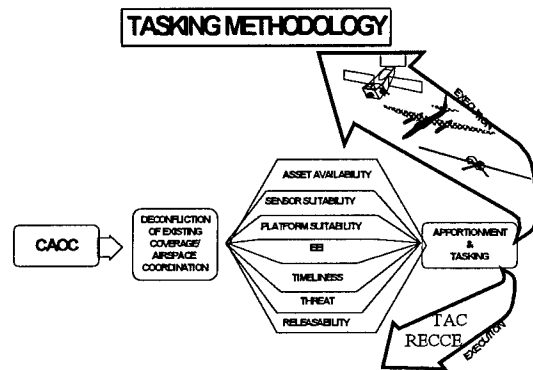 TASKING METHODOLOGY
EXECUTION
ASSET AVAILABILITY
SENSOR SUITABILITY
PLATFORM SUITABILITY
EEI
TIMELINESS
THREAT
RELEASABILITY
CAOC
DECONFLICTION
OF EXISTING
COVERAGE/
AIRSPACE
COORDINATION
APPORTIONMENT
&
TASKING
TAC
RECCE
EXECUTION